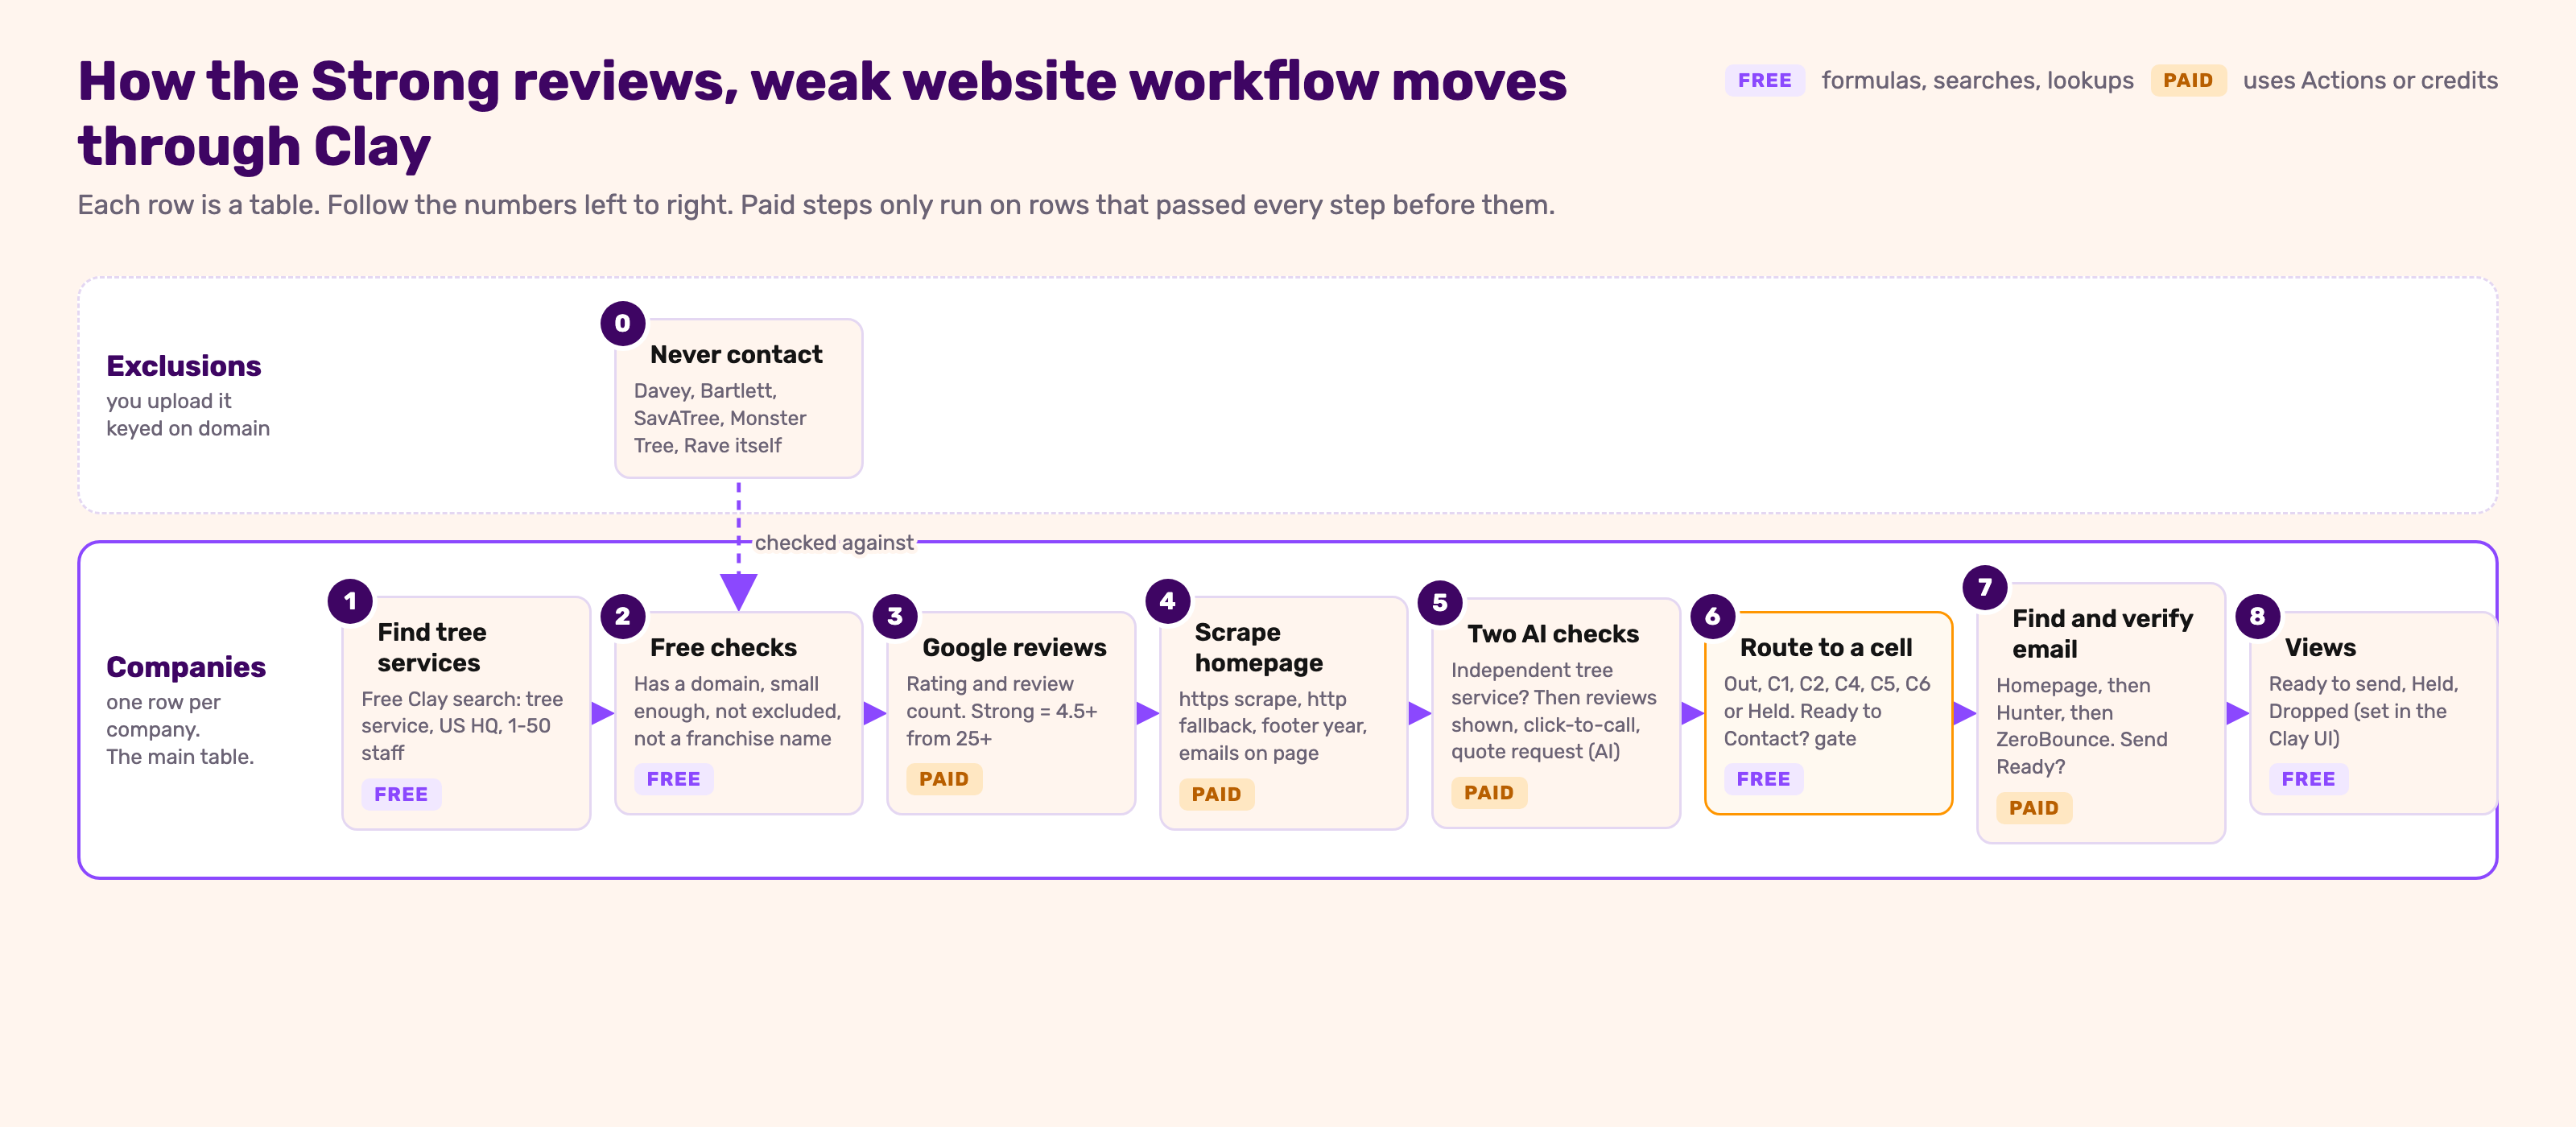 How the Strong reviews, weak website workflow moves
through Clay
FREE formulas, searches, lookups PAID uses Actions or credits
Each row is a table. Follow the numbers left to right. Paid steps only run on rows that passed every step before them.
Exclusions
you upload it
keyed on domain
0
Never contact
Davey, Bartlett,
SavATree, Monster
Tree, Rave itself
checked against
Companies
one row per
company.
The main table.
1
Find tree
services
Free Clay search: tree
service, US HQ, 1-50
staff
FREE
2
Free checks
Has a domain, small
enough, not excluded,
not a franchise name
FREE
3
Google reviews
Rating and review
count. Strong = 4.5+
from 25+
PAID
4
Scrape
homepage
https scrape, http
fallback, footer year,
emails on page
PAID
5
Two AI checks
Independent tree
service? Then reviews
shown, click-to-call,
quote request (AI)
PAID
6
Route to a cell
Out, C1, C2, C4, C5, C6
or Held. Ready to
Contact? gate
FREE
7
Find and verify
email
Homepage, then
Hunter, then
ZeroBounce. Send
Ready?
PAID
8
Views
Ready to send, Held,
Dropped (set in the
Clay UI)
FREE